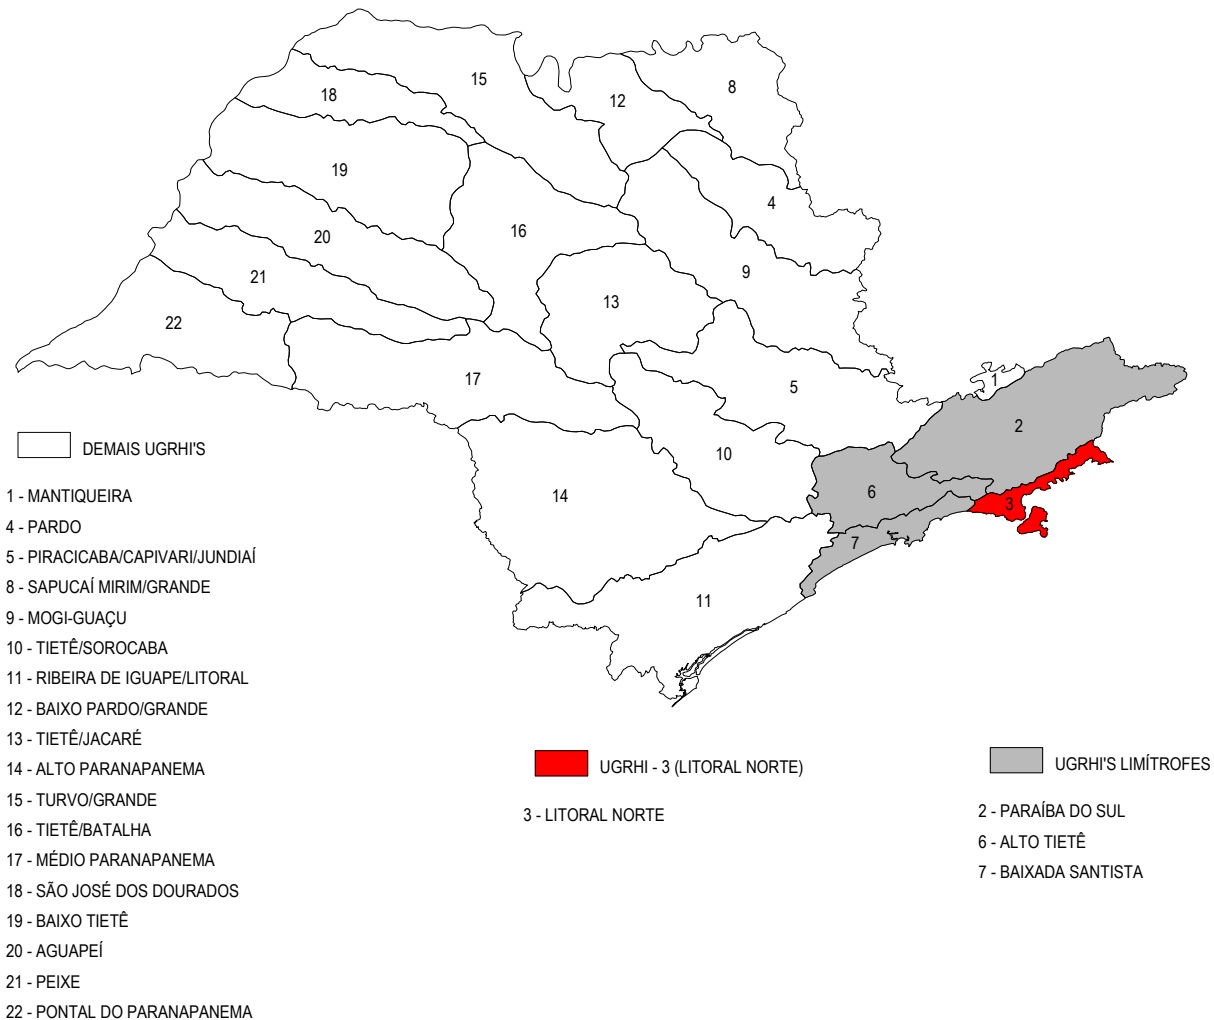 15
8
18
12
19
4
16
20
9
21
13
22
1
17
5
2
10
6
14
3
7
11
DEMAIS UGRHI'S
1 - MANTIQUEIRA
4 - PARDO
5 - PIRACICABA/CAPIVARI/JUNDIAÍ
8 - SAPUCAÍ MIRIM/GRANDE
9 - MOGI-GUAÇU
10 - TIETÊ/SOROCABA
11 - RIBEIRA DE IGUAPE/LITORAL
12 - BAIXO PARDO/GRANDE
13 - TIETÊ/JACARÉ
14 - ALTO PARANAPANEMA
15 - TURVO/GRANDE
16 - TIETÊ/BATALHA
17 - MÉDIO PARANAPANEMA
18 - SÃO JOSÉ DOS DOURADOS
19 - BAIXO TIETÊ
20 - AGUAPEÍ
21 - PEIXE
22 - PONTAL DO PARANAPANEMA
UGRHI - 3 (LITORAL NORTE)
3 - LITORAL NORTE
UGRHI'S LIMÍTROFES
2 - PARAÍBA DO SUL
6 - ALTO TIETÊ
7 - BAIXADA SANTISTA